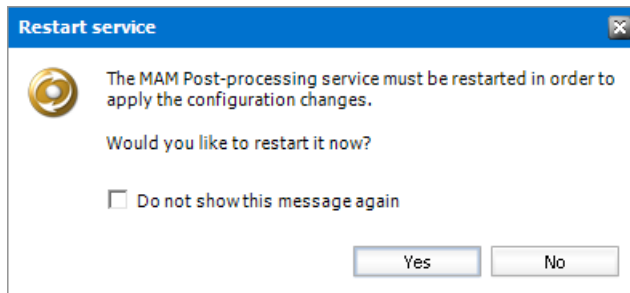 Restart service
The MAM Post-processing service must be restarted in order to
apply the configuration changes.
Would you like to restart it now?
Do not show this message again
Yes
No